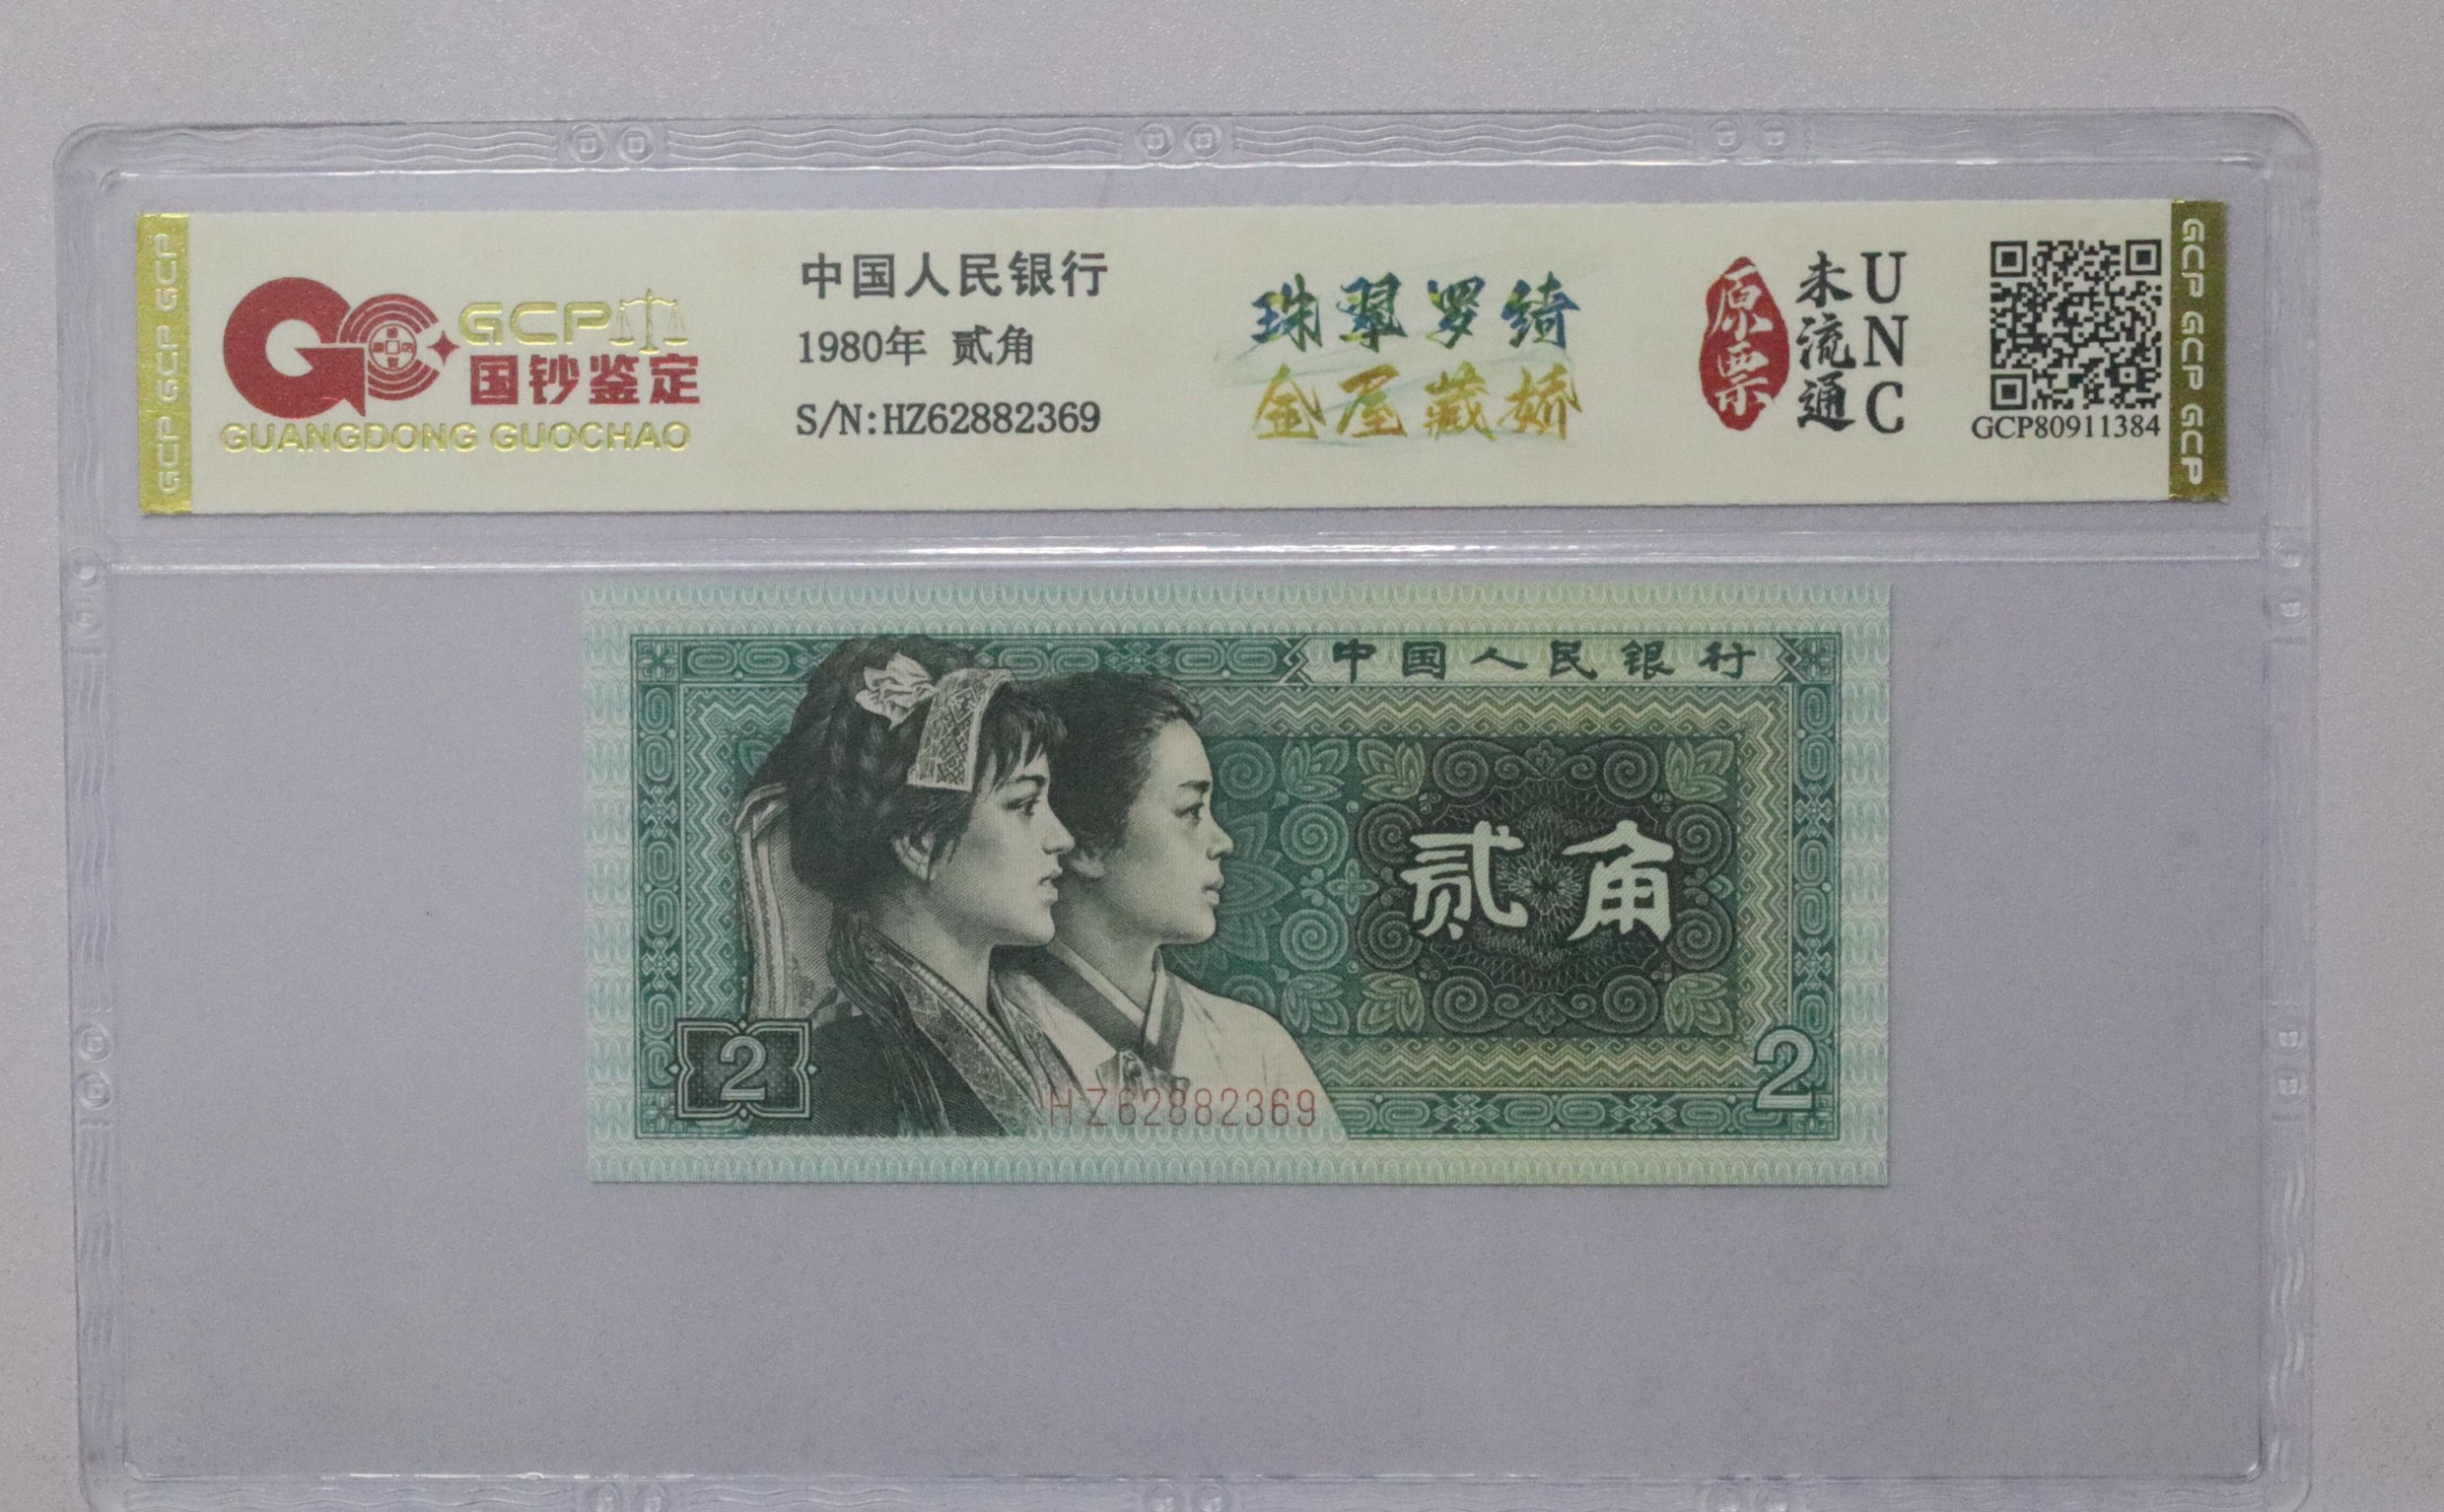 GCP GCP GCP
GCP
国钞鉴定
GUANGDONG GUOCHAO
中国人民银行
1980年 贰角
S/N:HZ62882369
珠翠罗绮
金屋藏娇
原票
未流通
UNC
GCP80911384
GCP GCP GCP
中国人民银行
贰角
2
HZ62882369
2